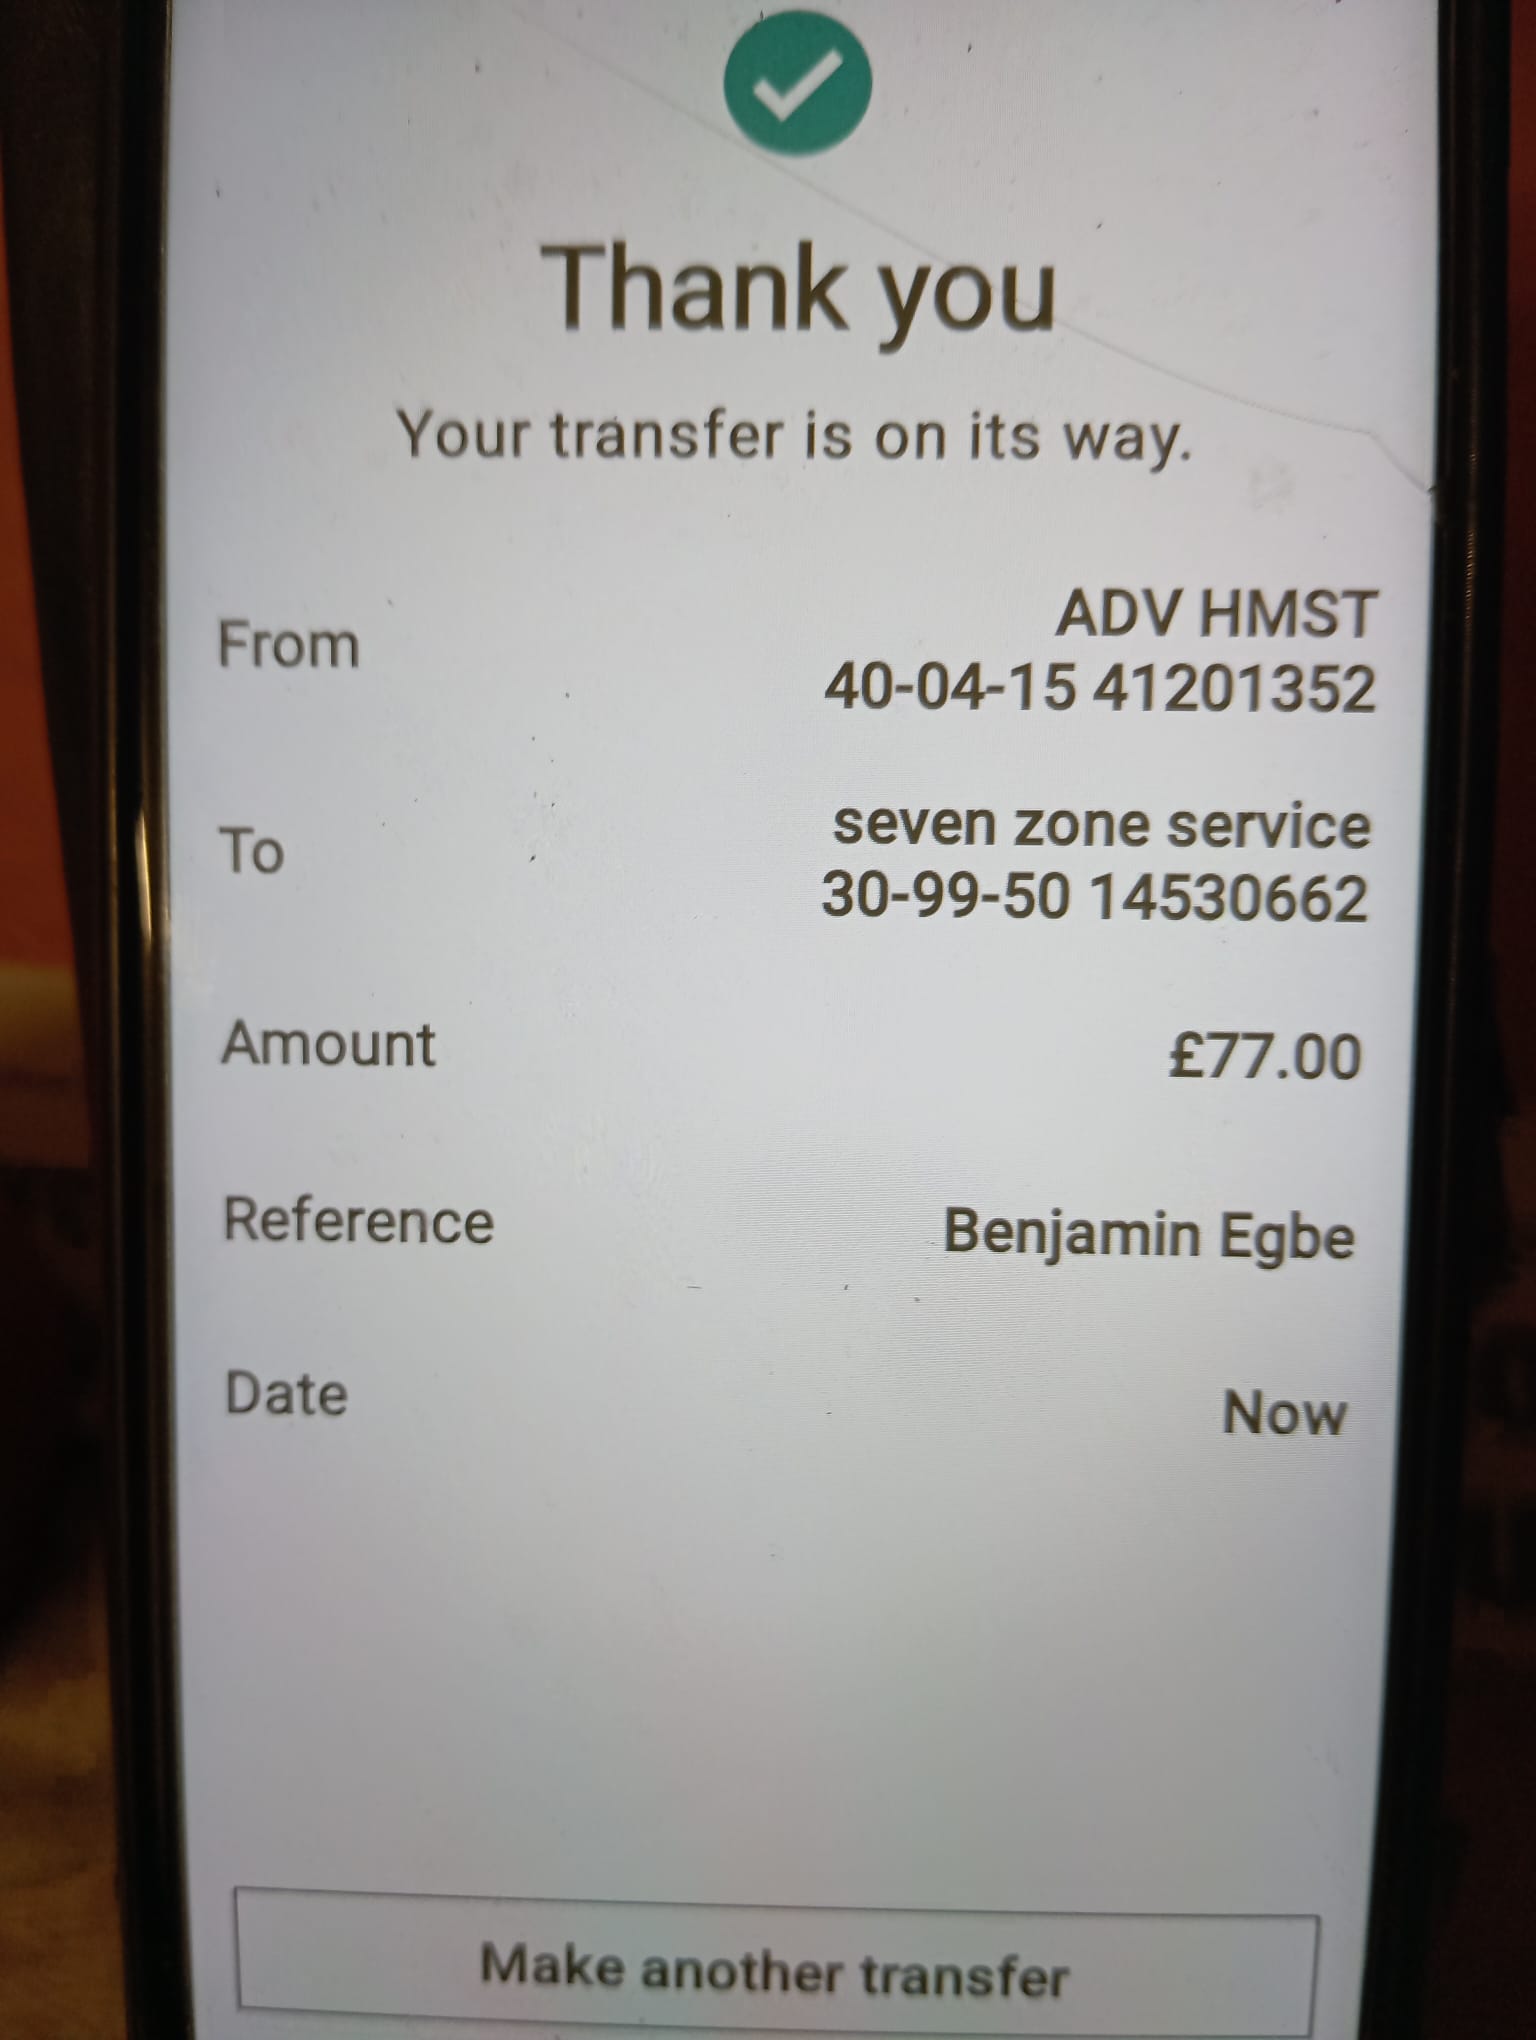 Thank you
Your transfer is on its way.
From
ADV HMST
40-04-15 41201352
To
seven zone service
30-99-50 14530662
Amount
£77.00
Reference
Benjamin Egbe
Date
Now
Make another transfer